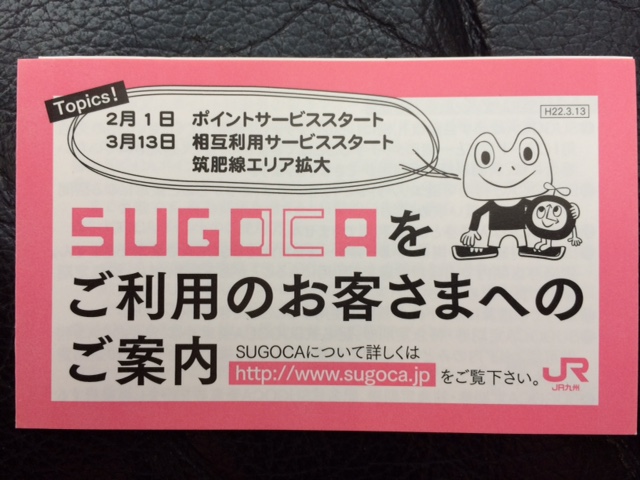 Topics!
H22.3.13
2月1日 ポイントサービススタート
3月13日 相互利用サービススタート
筑肥線エリア拡大
SUGOCAを
ご利用のお客さまへの
ご案内
SUGOCAについて詳しくは
http://www.sugoca.jp をご覧下さい。
JR
JR九州